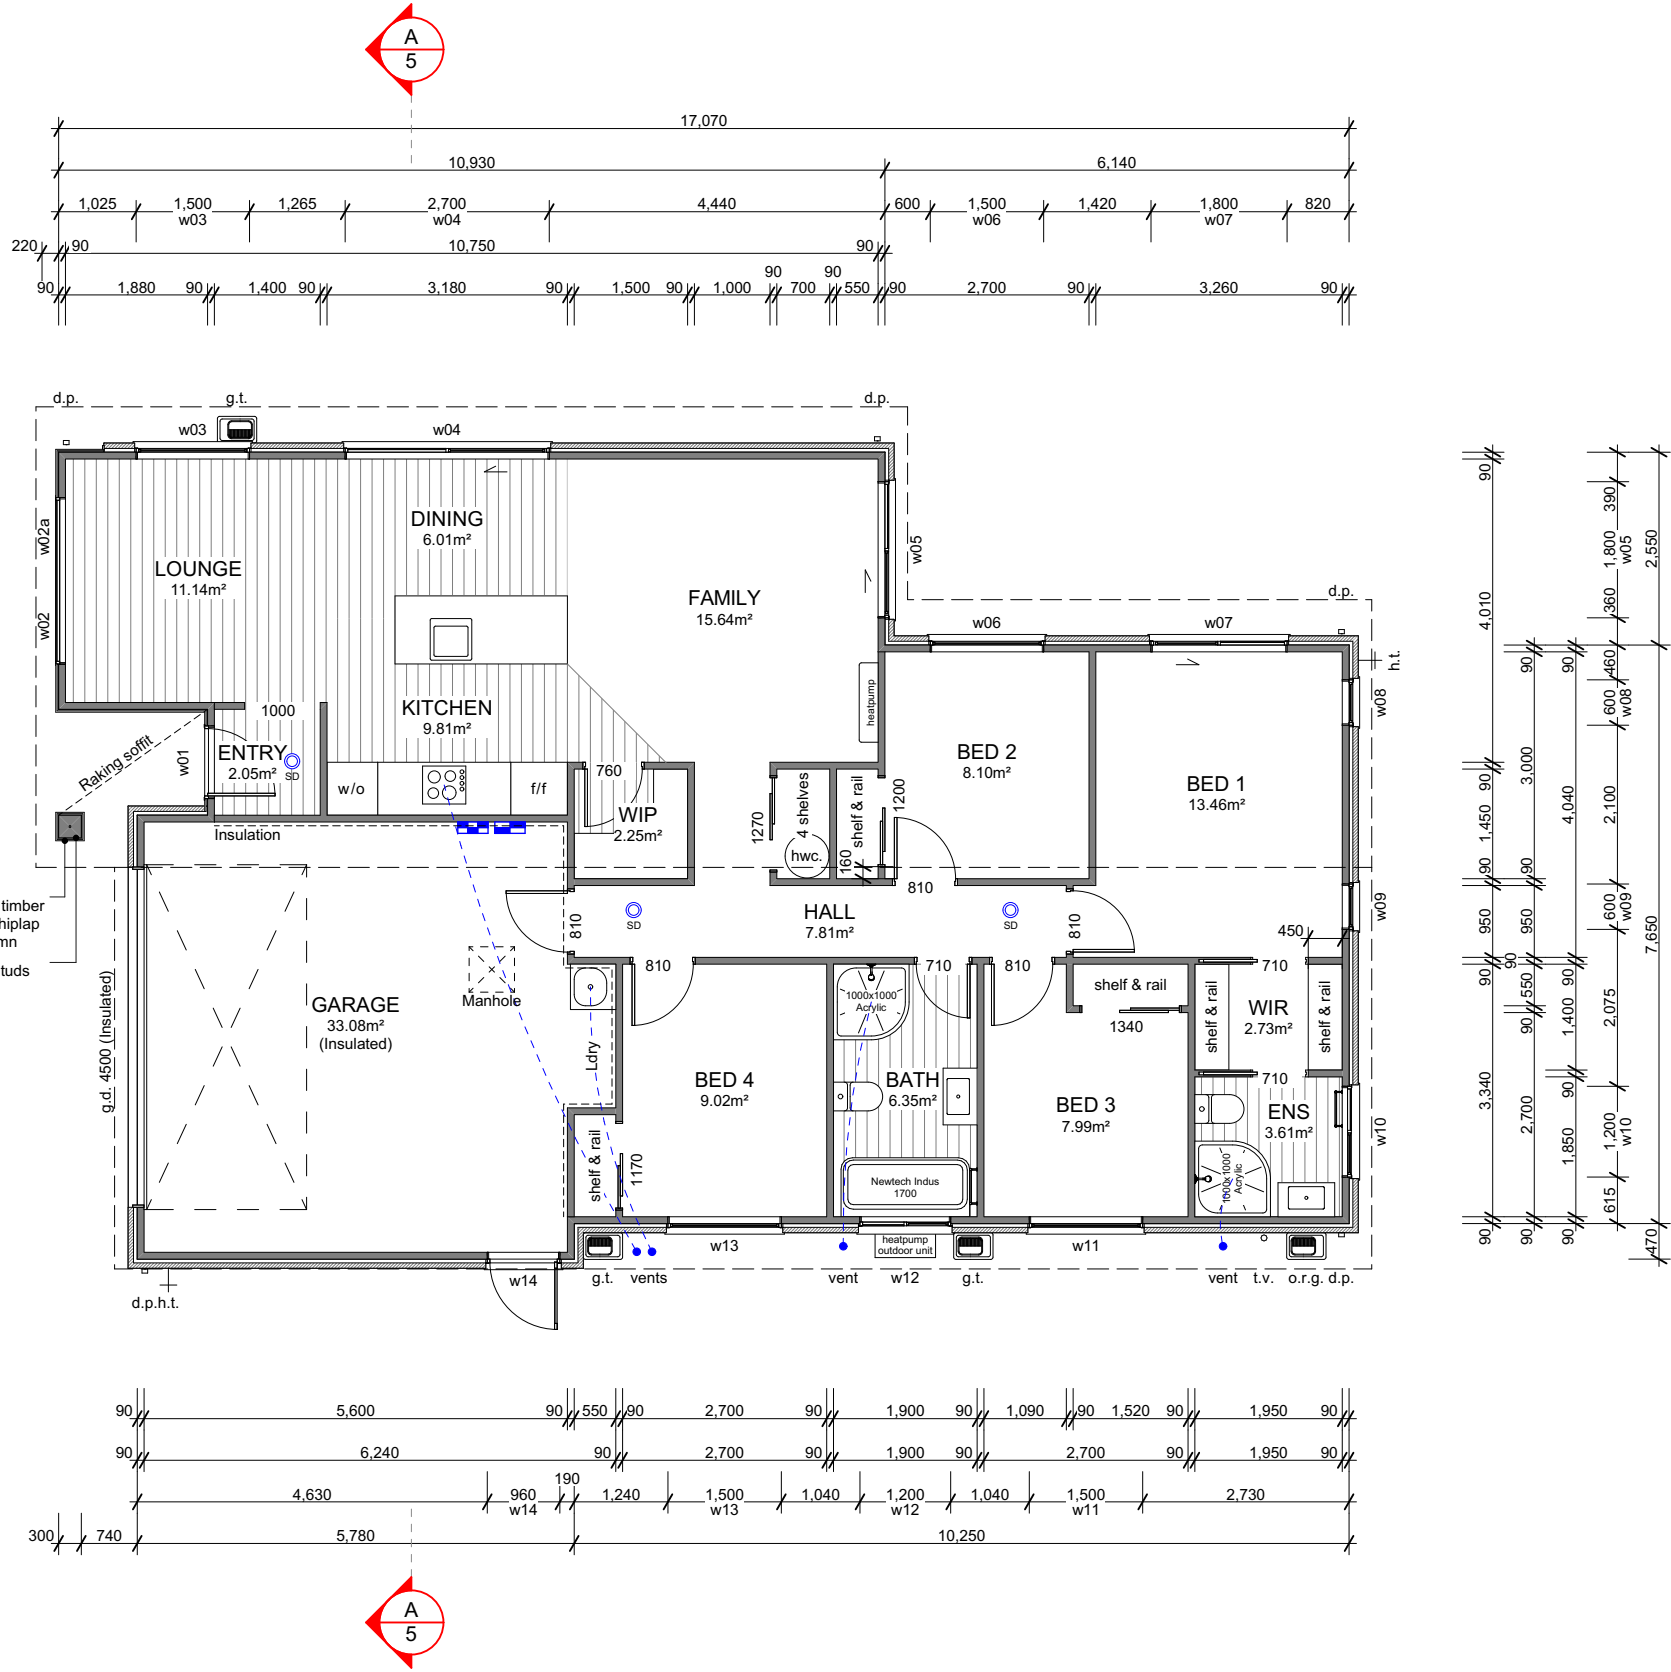 A
5
17,070
10,930 6,140
1,025 1,500 1,265 2,700 4,440 600 1,500 1,420 1,800 820
w03 w04 w06 w07
220 90 10,750 90
90 90
90 1,880 90 1,400 90 3,180 90 1,500 90 1,000 700 550 90 2,700 90 3,260 90
d.p. g.t. d.p.
w03 w04
DINING
6.01m²
LOUNGE
11.14m²
FAMILY
15.64m²
w02a
w02
w05
d.p.
w06 w07
h.t.
w08
KITCHEN
9.81m²
1000
heatpump
ENTRY
2.05m²
SD
w01
Raking soffit
w/o
f/f
760
WIP
2.25m²
1270
4 shelves
hwc.
shelf & rail
160
1200
BED 2
8.10m²
BED 1
13.46m²
Insulation
timber
hiplap
mn
tuds
810
SD
HALL
7.81m²
810
SD
810
w09
450
g.d. 4500 (Insulated)
GARAGE
33.08m²
(Insulated)
Manhole
Ldry
810
710
810
1000x1000
Acrylic
shelf & rail
1340
710
shelf & rail
WIR
2.73m²
shelf & rail
710
BED 4
9.02m²
BATH
6.35m²
BED 3
7.99m²
ENS
3.61m²
w10
shelf & rail
1170
Newtech Indus
1700
1000x1000
Acrylic
w13
heatpump
outdoor unit
w11
w14 g.t. vents vent w12 g.t. vent t.v. o.r.g. d.p.
d.p.h.t.
90
4,010
90
1,450
90
950
90
3,340
90
90
3,000
90
950
90
550
90
2,700
90
90
4,040
90
1,400
90
1,850
90
390
1,800
w05
360
460
600
w08
2,100
600
w09
2,075
1,200
w10
615
2,550
7,650
470
90 5,600 90 550 90 2,700 90 1,900 90 1,090 90 1,520 90 1,950 90
90 6,240 90 2,700 90 1,900 90 2,700 90 1,950 90
190
4,630 960 1,240 1,500 1,040 1,200 1,040 1,500 2,730
w14 w13 w12 w11
300 740 5,780 10,250
A
5